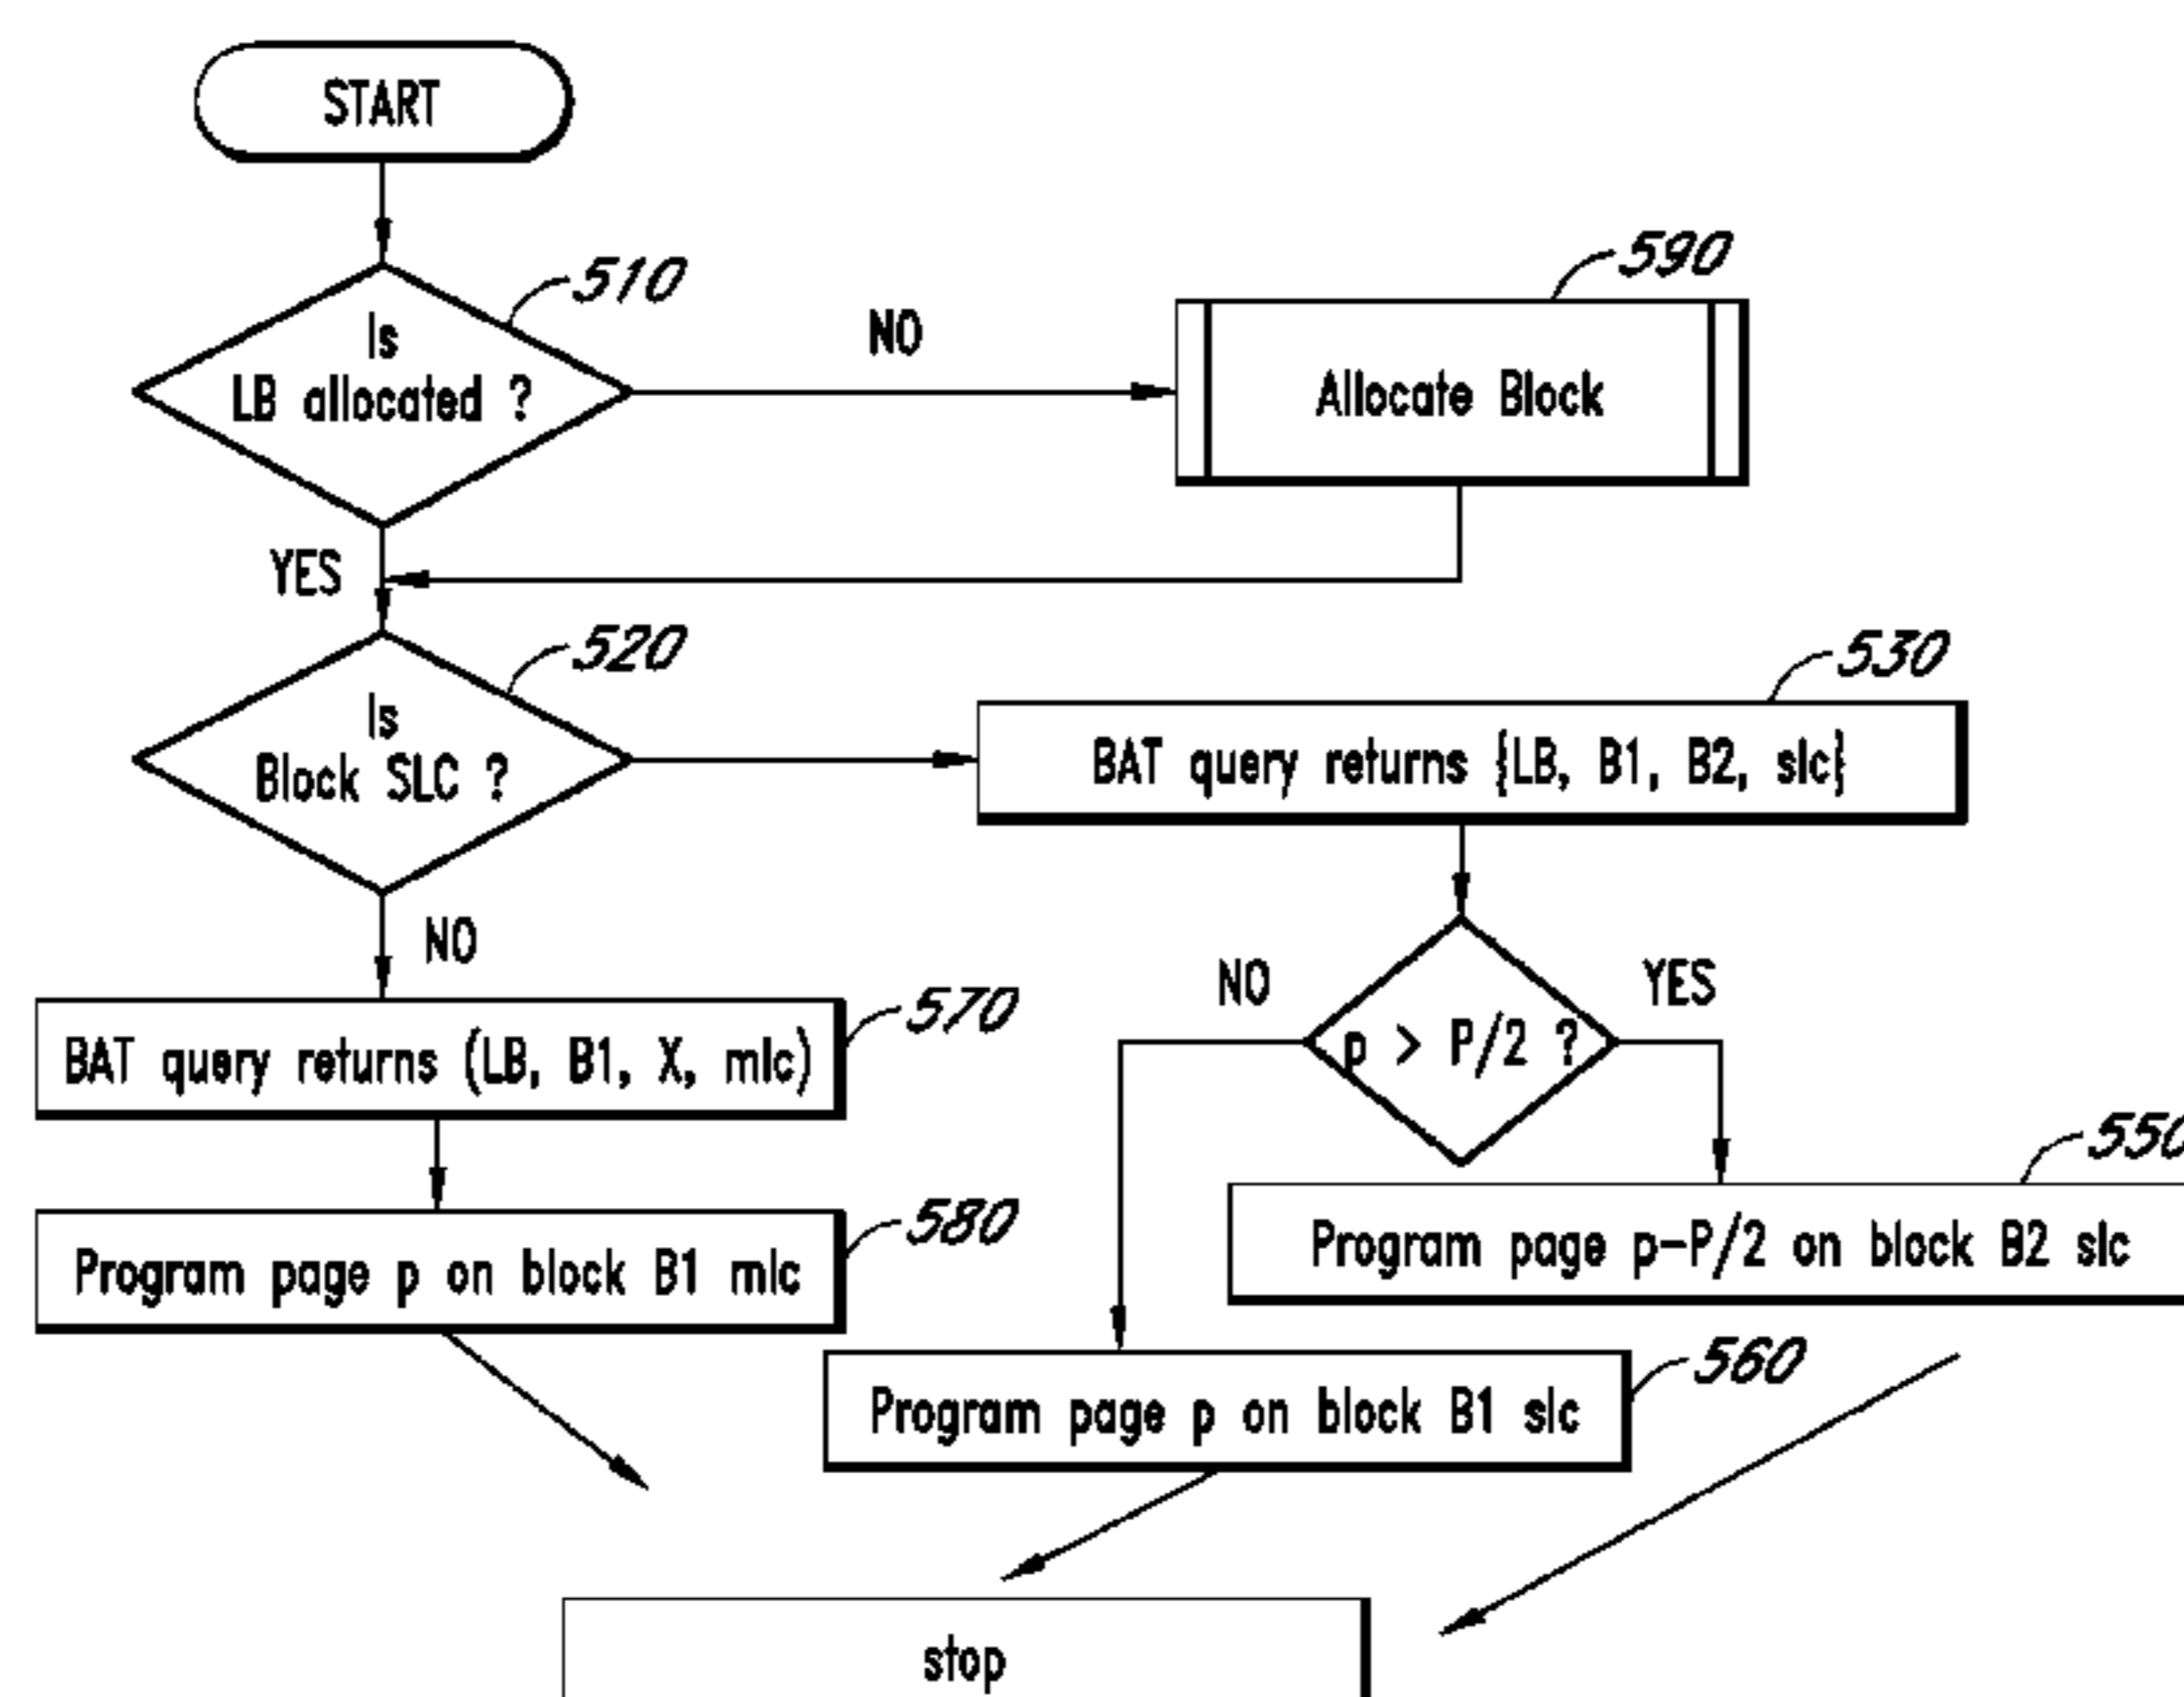 START
510
Is
LB allocated ?
NO
590
Allocate Block
YES
520
Is
Block SLC ?
530
BAT query returns {LB, B1, B2, slc}
NO
570
BAT query returns (LB, B1, X, mlc)
NO
YES
p > P/2 ?
550
Program page p-P/2 on block B2 slc
580
Program page p on block B1 mlc
560
Program page p on block B1 slc
stop